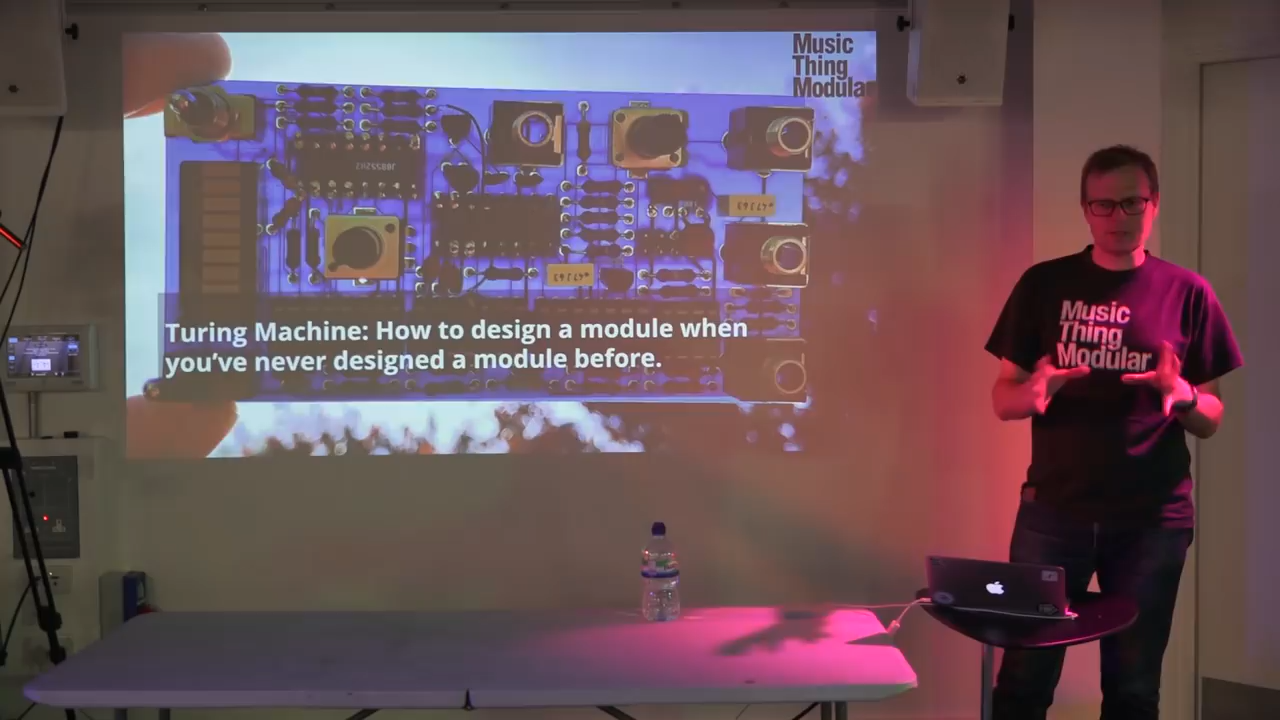 Music
Thing
Modular
Turing Machine: How to design a module when
you've never designed a module before.
Music
Thing
Modular